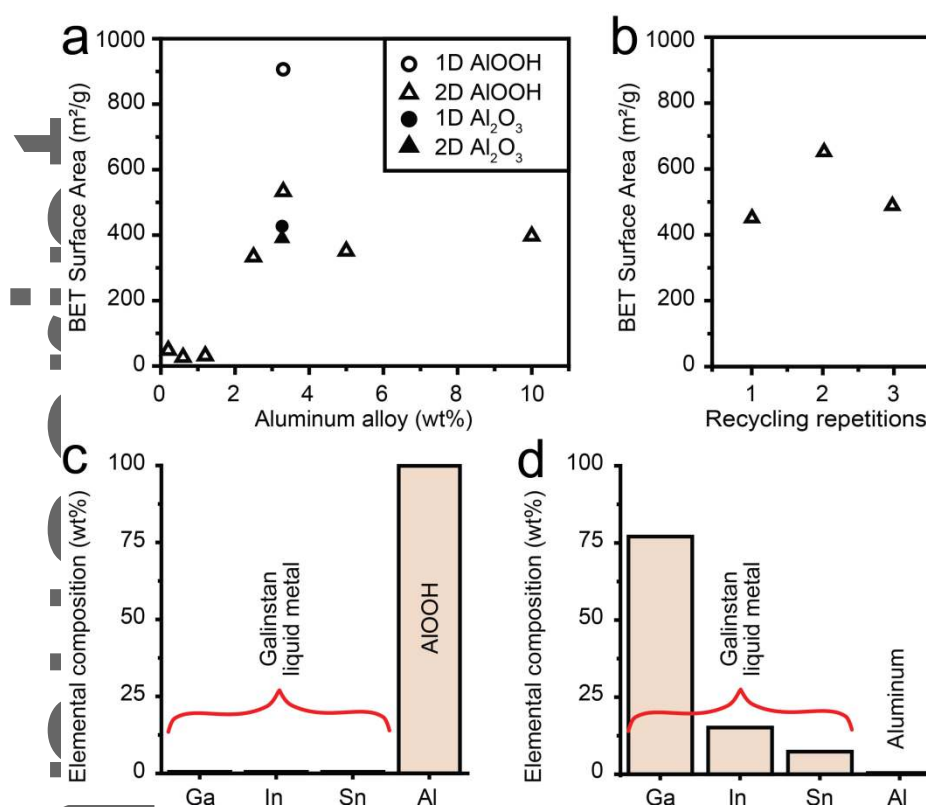 a
1000
800
600
400
200
0
BET Surface Area (m²/g)
1D AlOOH
2D AlOOH
1D Al₂O₃
2D Al₂O₃
0 2 4 6 8 10
Aluminum alloy (wt%)
b
1000
800
600
400
200
0
BET Surface Area (m²/g)
1 2 3
Recycling repetitions
c
100
75
50
25
0
Elemental composition (wt%)
Galinstan
liquid metal
AlOOH
Ga In Sn Al
d
100
75
50
25
0
Elemental composition (wt%)
Galinstan
liquid metal
Aluminum
Ga In Sn Al